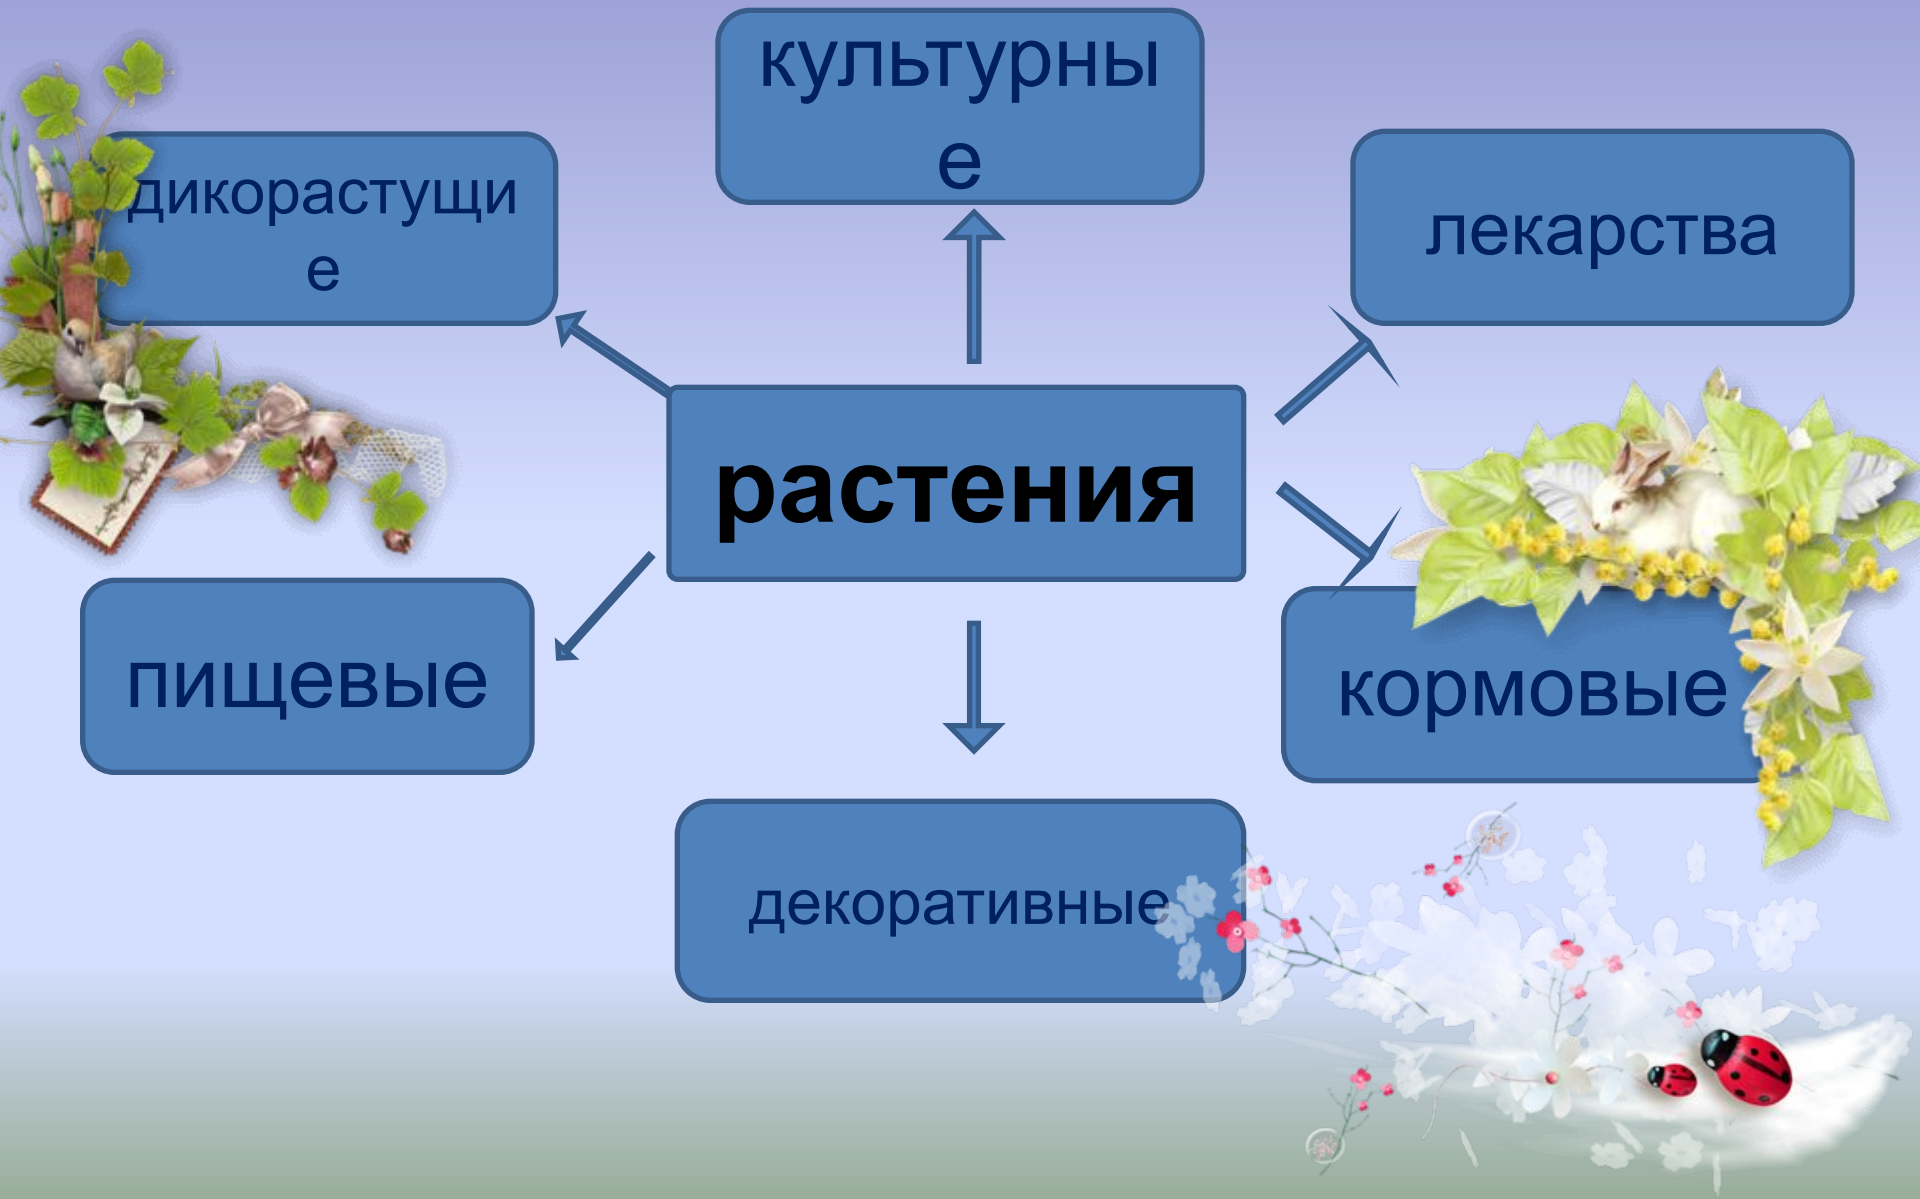 культурны
е
дикорастущи
е
лекарства
растения
пищевые
кормовые
декоративные